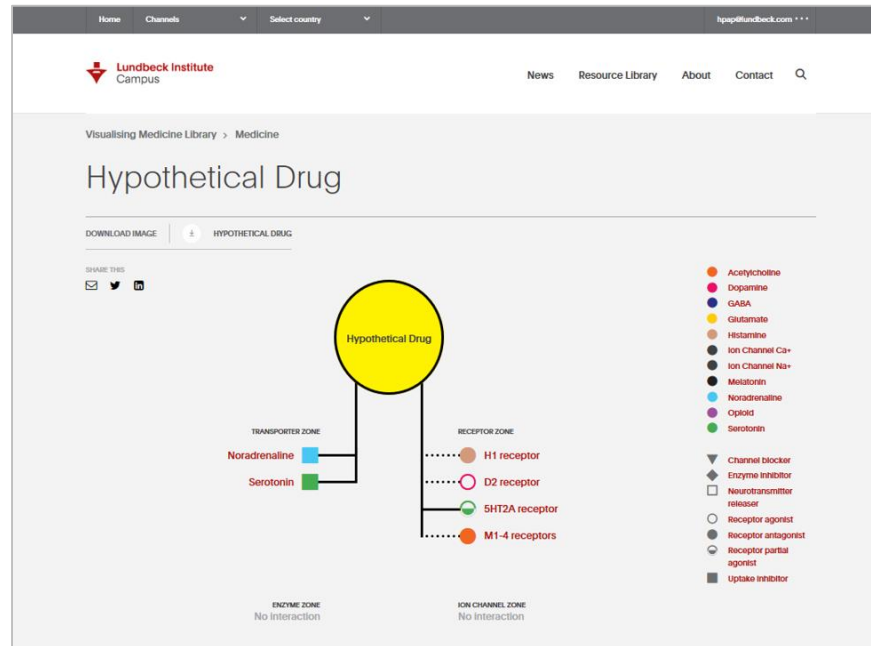 Home Channels Select country hpap@lundbeck.com
Lundbeck Institute
Campus
News Resource Library About Contact
Visualising Medicine Library > Medicine
Hypothetical Drug
DOWNLOAD IMAGE HYPOTHETICAL DRUG
SHARE THIS
Hypothetical Drug
TRANSPORTER ZONE
Noradrenaline
Serotonin
RECEPTOR ZONE
H1 receptor
D2 receptor
5HT2A receptor
M1-4 receptors
ENZYME ZONE
No interaction
ION CHANNEL ZONE
No interaction
Acetylcholine
Dopamine
GABA
Glutamate
Histamine
Ion Channel Ca+
Ion Channel Na+
Melatonin
Noradrenaline
Opioid
Serotonin
Channel blocker
Enzyme inhibitor
Neurotransmitter
releaser
Receptor agonist
Receptor antagonist
Receptor partial
agonist
Uptake inhibitor